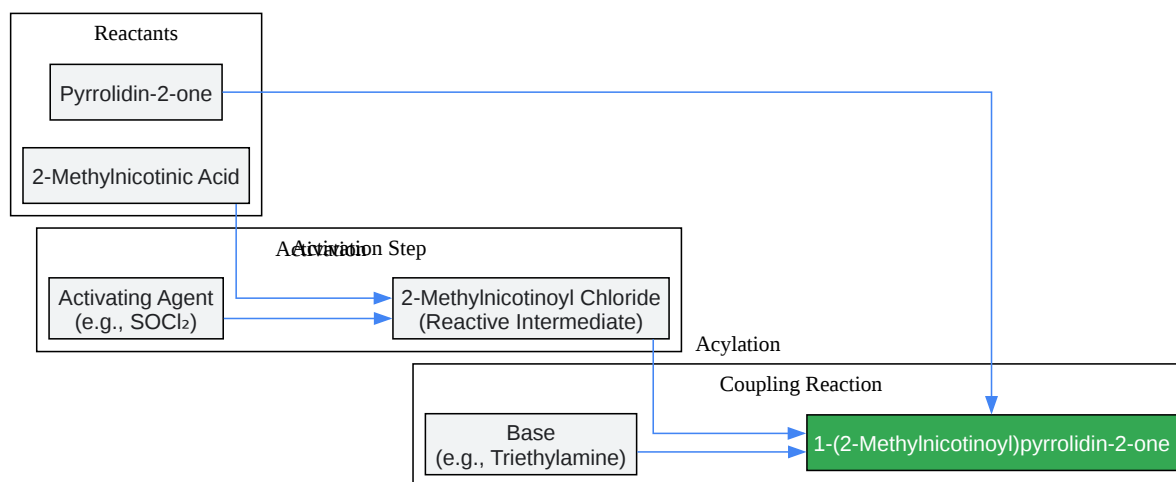 Reactants
Pyrrolidin-2-one
2-Methylnicotinic Acid
Activation
Activation Step
Activating Agent
(e.g., SOCl₂)
2-Methylnicotinoyl Chloride
(Reactive Intermediate)
Acylation
Coupling Reaction
Base
(e.g., Triethylamine)
1-(2-Methylnicotinoyl)pyrrolidin-2-one